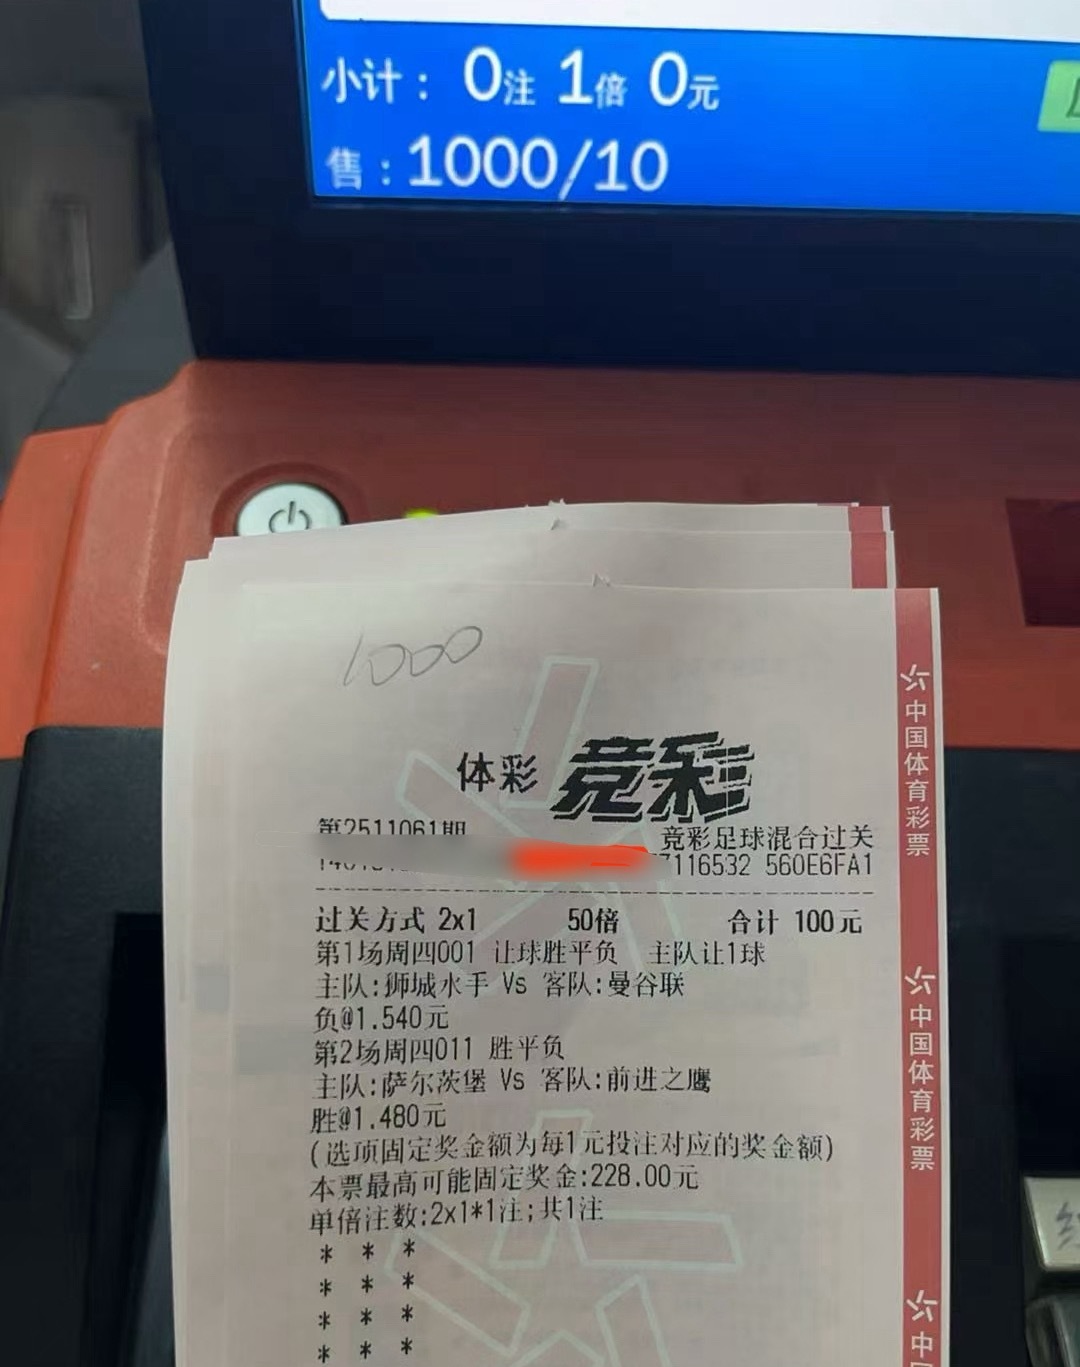 小计：0注 1倍 0元
售：1000/10
1000
体彩 竞彩
第2511061期
竞彩足球混合过关
7116532 560E6FA1
过关方式 2x1 50倍 合计 100元
第1场周四001 让球胜平负 主队让1球
主队:狮城水手 Vs 客队:曼谷联
负@1.540元
第2场周四011 胜平负
主队:萨尔茨堡 Vs 客队:前进之鹰
胜@1.480元
(选项固定奖金额为每1元投注对应的奖金额)
本票最高可能固定奖金:228.00元
单倍注数:2x1*1注;共1注
* * *
* * *
* * *
* * *
中国体育彩票
中国体育彩票
中